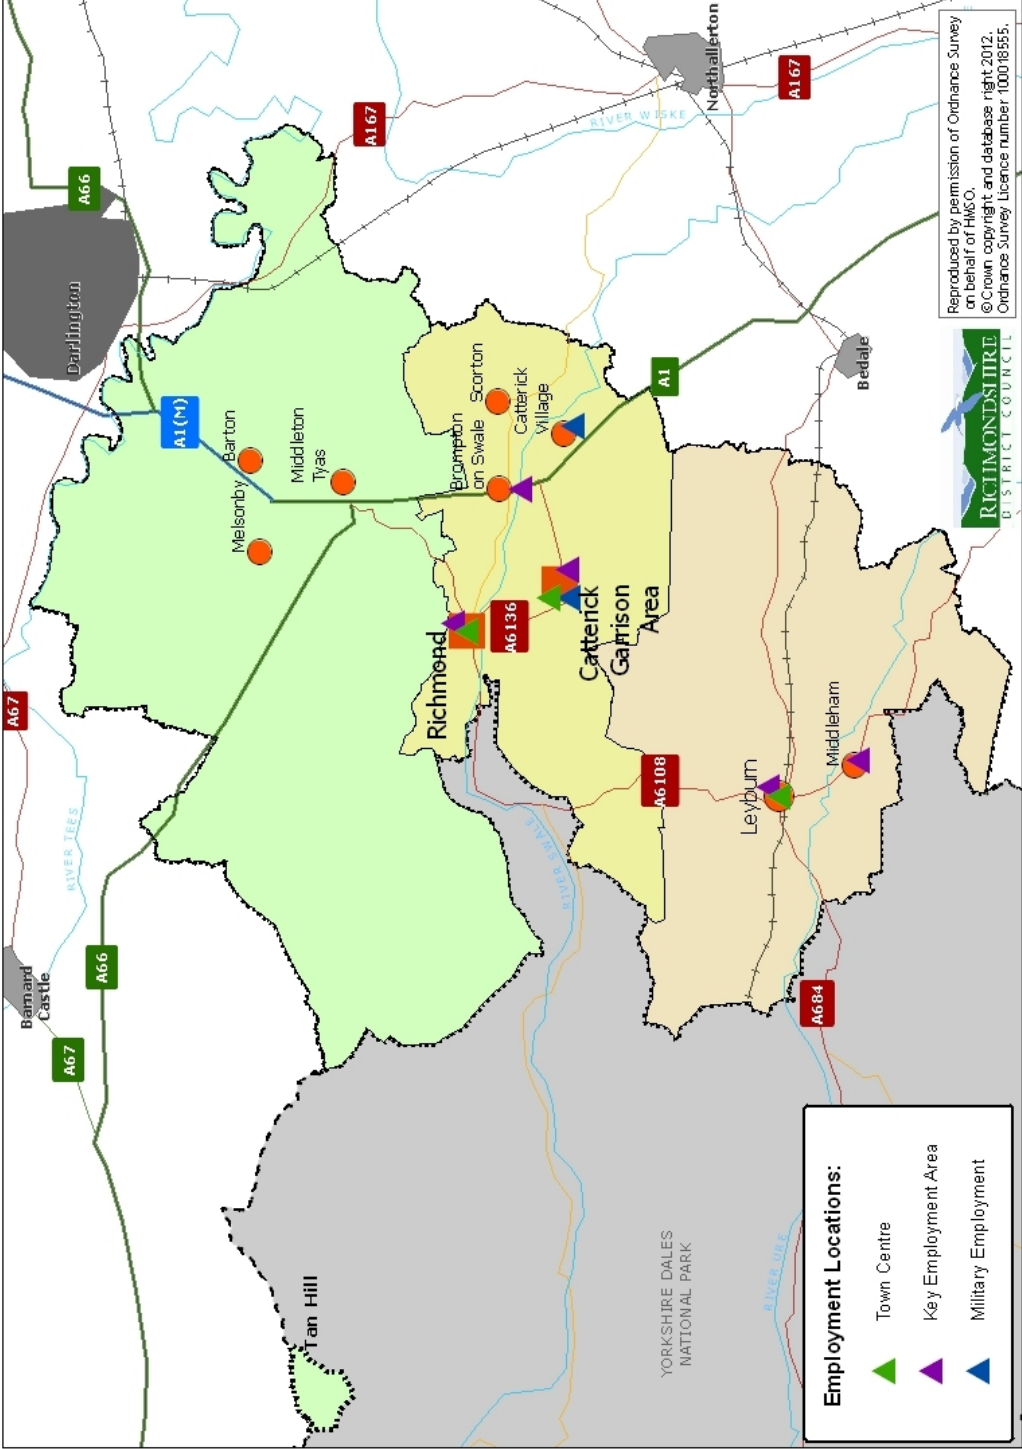 A66
Darlington
A167
Northallerton
A167
RIVER WISKE
Reproduced by permission of Ordnance Survey
on behalf of HMSO.
© Crown copyright and database right 2012.
Ordnance Survey Licence number 100018555.
RICHMONDSHIRE
DISTRICT COUNCIL
A1(M)
Barton
Melsonby
Middleton
Tyas
Scorton
Brompton
on Swale
Catterick
Village
A1
Bedale
A67
RIVER TEES
Richmond
A6136
Catterick
Garrison
Area
A6108
Leyburn
Middleham
RIVER SWALE
Barnard
Castle
A66
A67
A684
Tan Hill
YORKSHIRE DALES
NATIONAL PARK
RIVER URE
Employment Locations:
Town Centre
Key Employment Area
Military Employment